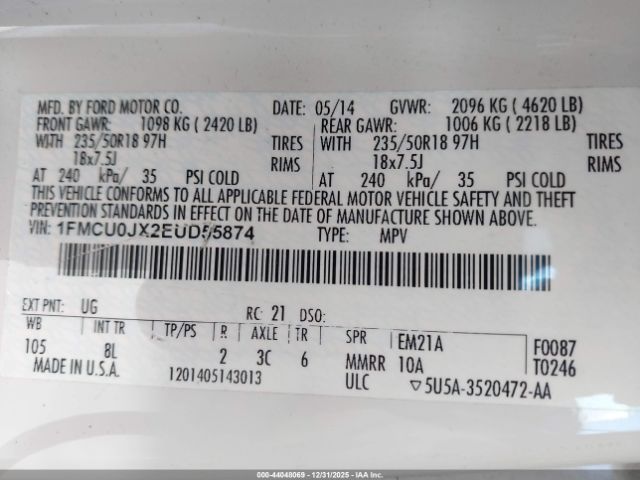 MFD. BY FORD MOTOR CO. DATE: 05/14 GVWR: 2096 KG ( 4620 LB)
FRONT GAWR: 1098 KG ( 2420 LB) REAR GAWR: 1006 KG ( 2218 LB)
WITH 235/50R18 97H TIRES WITH 235/50R18 97H TIRES
18x7.5J RIMS 18x7.5J RIMS
AT 240 kPa/ 35 PSI COLD AT 240 kPa/ 35 PSI COLD
THIS VEHICLE CONFORMS TO ALL APPLICABLE FEDERAL MOTOR VEHICLE SAFETY AND THEFT
PREVENTION STANDARDS IN EFFECT ON THE DATE OF MANUFACTURE SHOWN ABOVE.
VIN: 1FMCU0JX2EUD55874 TYPE: MPV
EXT PNT: UG RC: 21 DSO:
WB INT TR TP/PS R AXLE TR SPR EM21A F0087
105 8L 2 3C 6 MMRR 10A T0246
MADE IN U.S.A. 1201405143013 ULC ▽5U5A-3520472-AA
000-44048069 - 12/31/2025 - IAAI, Inc. - Copyright